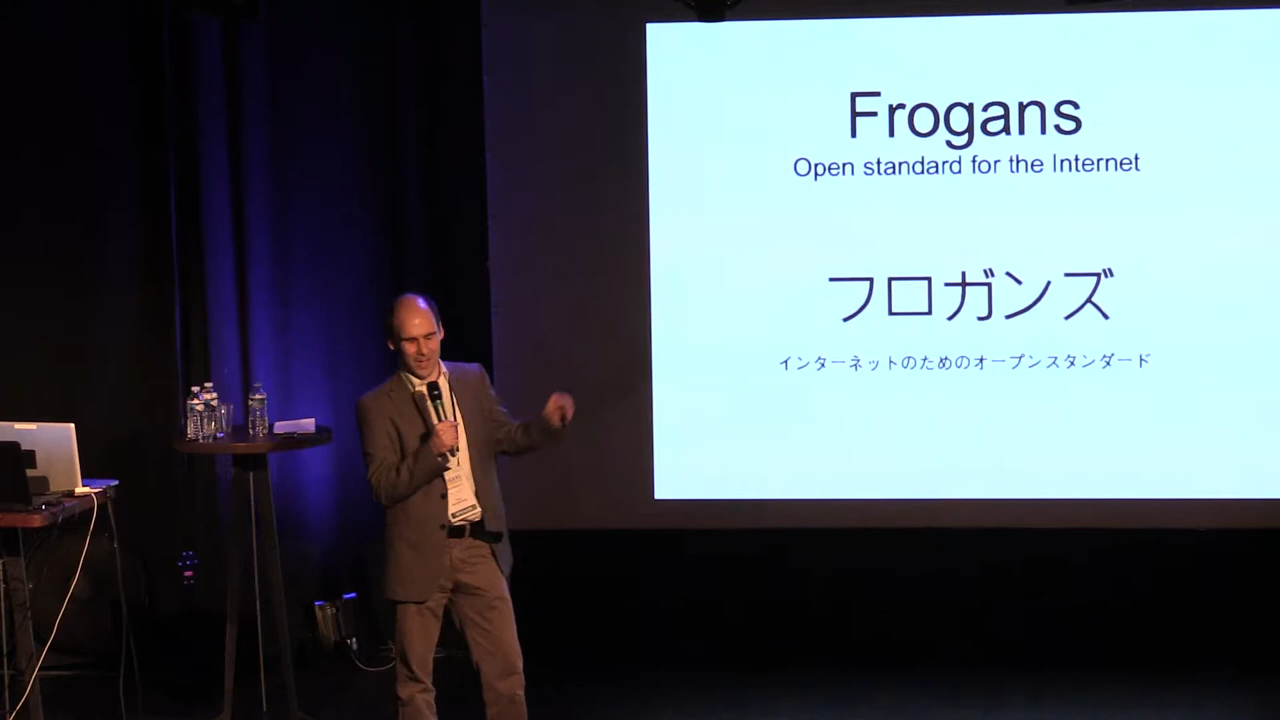 Frogans
Open standard for the Internet
フロガンズ
インターネットのためのオープンスタンダード